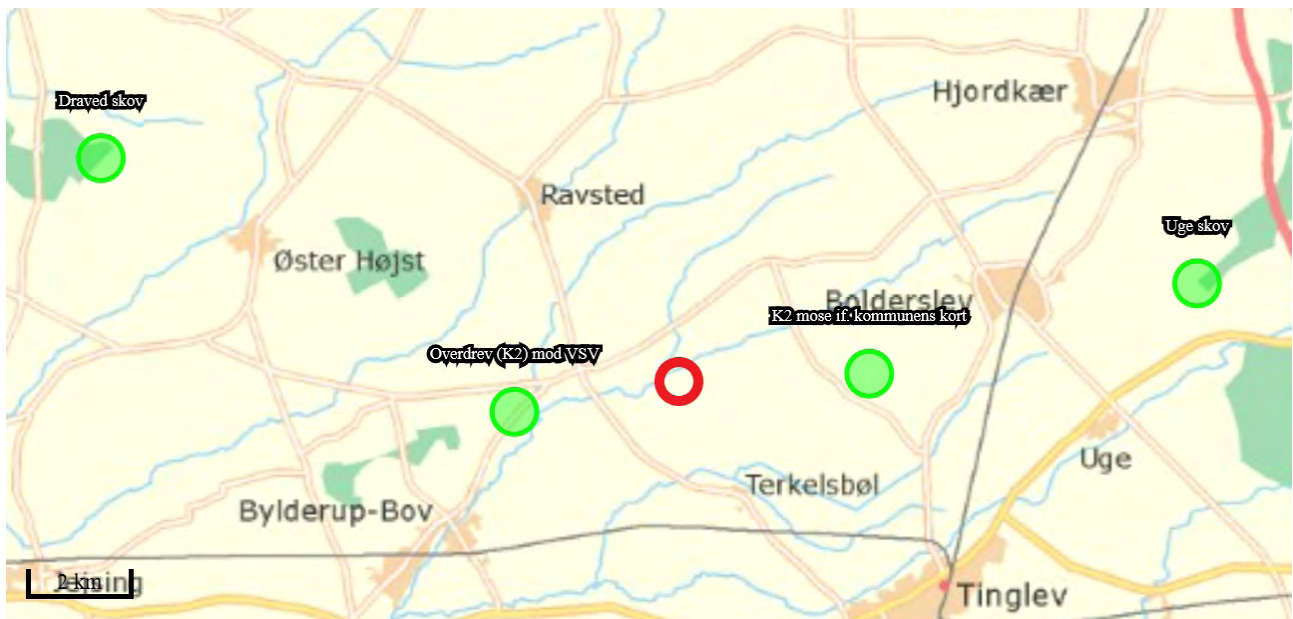 Hjordkær
Draved skov
Ravsted
Uge skov
Øster Højst
Bolderslev
K2 mose if. kommunens kort
Overdrev (K2) mod VSV
Uge
Terkelsbøl
Bylderup-Bov
Jejsing
2 km
Tinglev